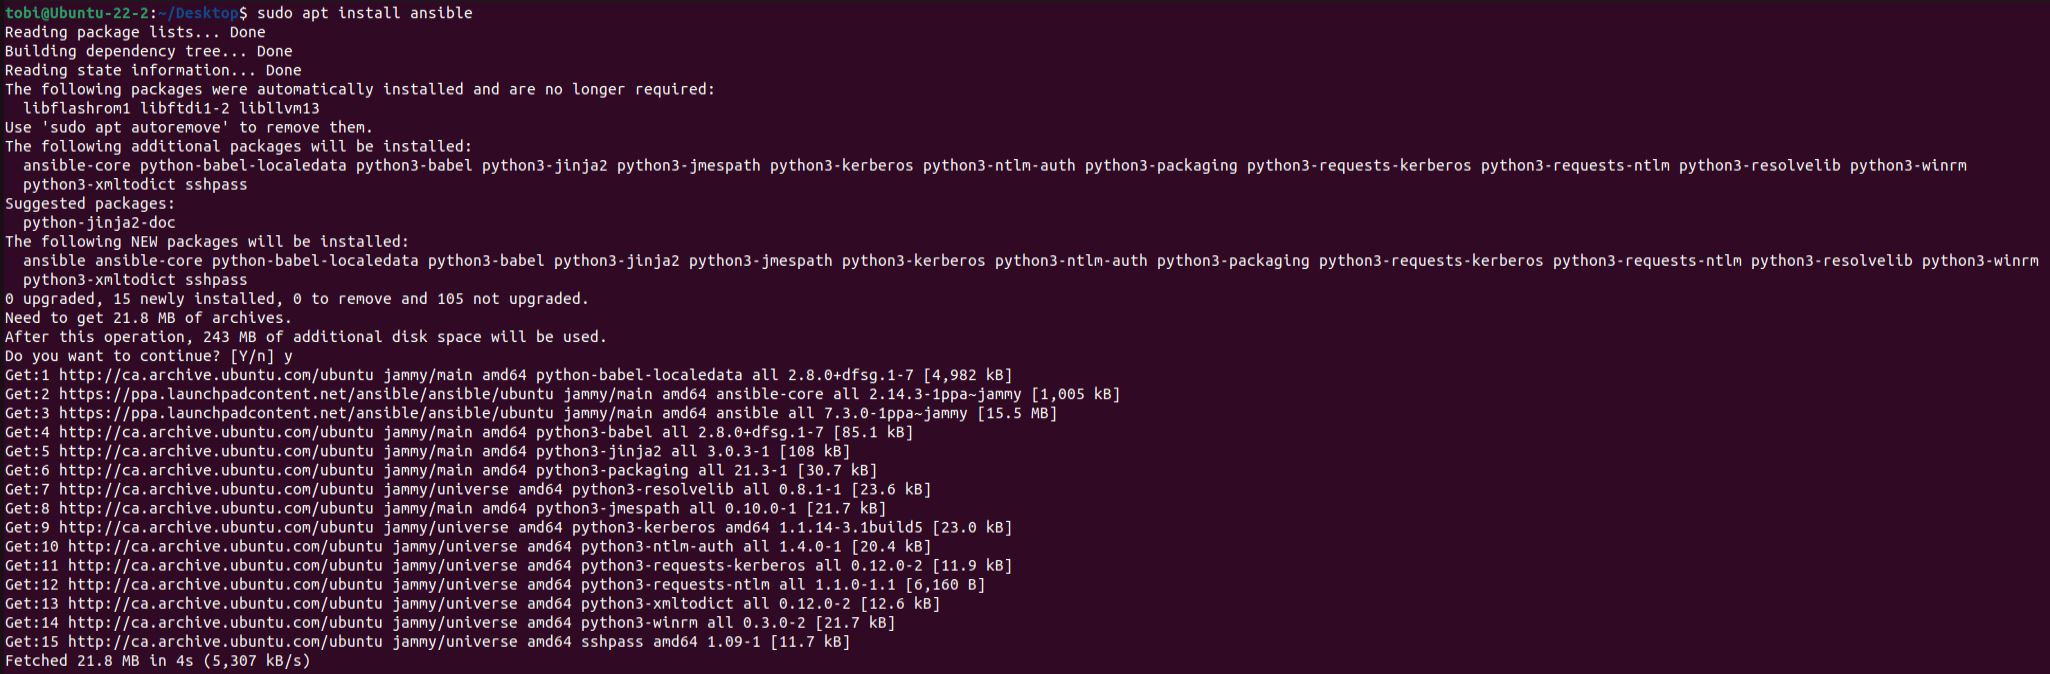 tobi@Ubuntu-22-2:~/Desktop$ sudo apt install ansible
Reading package lists... Done
Building dependency tree... Done
Reading state information... Done
The following packages were automatically installed and are no longer required:
  libflashrom1 libftdi1-2 libllvm13
Use 'sudo apt autoremove' to remove them.
The following additional packages will be installed:
  ansible-core python-babel-localedata python3-babel python3-jinja2 python3-jmespath python3-kerberos python3-ntlm-auth python3-packaging python3-requests-kerberos python3-requests-ntlm python3-resolvelib python3-winrm
  python3-xmltodict sshpass
Suggested packages:
  python-jinja2-doc
The following NEW packages will be installed:
  ansible ansible-core python-babel-localedata python3-babel python3-jinja2 python3-jmespath python3-kerberos python3-ntlm-auth python3-packaging python3-requests-kerberos python3-requests-ntlm python3-resolvelib python3-winrm
  python3-xmltodict sshpass
0 upgraded, 15 newly installed, 0 to remove and 105 not upgraded.
Need to get 21.8 MB of archives.
After this operation, 243 MB of additional disk space will be used.
Do you want to continue? [Y/n] y
Get:1 http://ca.archive.ubuntu.com/ubuntu jammy/main amd64 python-babel-localedata all 2.8.0+dfsg.1-7 [4,982 kB]
Get:2 https://ppa.launchpadcontent.net/ansible/ansible/ubuntu jammy/main amd64 ansible-core all 2.14.3-1ppa~jammy [1,005 kB]
Get:3 https://ppa.launchpadcontent.net/ansible/ansible/ubuntu jammy/main amd64 ansible all 7.3.0-1ppa~jammy [15.5 MB]
Get:4 http://ca.archive.ubuntu.com/ubuntu jammy/main amd64 python3-babel all 2.8.0+dfsg.1-7 [85.1 kB]
Get:5 http://ca.archive.ubuntu.com/ubuntu jammy/main amd64 python3-jinja2 all 3.0.3-1 [108 kB]
Get:6 http://ca.archive.ubuntu.com/ubuntu jammy/main amd64 python3-packaging all 21.3-1 [30.7 kB]
Get:7 http://ca.archive.ubuntu.com/ubuntu jammy/universe amd64 python3-resolvelib all 0.8.1-1 [23.6 kB]
Get:8 http://ca.archive.ubuntu.com/ubuntu jammy/main amd64 python3-jmespath all 0.10.0-1 [21.7 kB]
Get:9 http://ca.archive.ubuntu.com/ubuntu jammy/universe amd64 python3-kerberos amd64 1.1.14-3.1build5 [23.0 kB]
Get:10 http://ca.archive.ubuntu.com/ubuntu jammy/universe amd64 python3-ntlm-auth all 1.4.0-1 [20.4 kB]
Get:11 http://ca.archive.ubuntu.com/ubuntu jammy/universe amd64 python3-requests-kerberos all 0.12.0-2 [11.9 kB]
Get:12 http://ca.archive.ubuntu.com/ubuntu jammy/universe amd64 python3-requests-ntlm all 1.1.0-1.1 [6,160 B]
Get:13 http://ca.archive.ubuntu.com/ubuntu jammy/universe amd64 python3-xmltodict all 0.12.0-2 [12.6 kB]
Get:14 http://ca.archive.ubuntu.com/ubuntu jammy/universe amd64 python3-winrm all 0.3.0-2 [21.7 kB]
Get:15 http://ca.archive.ubuntu.com/ubuntu jammy/universe amd64 sshpass amd64 1.09-1 [11.7 kB]
Fetched 21.8 MB in 4s (5,307 kB/s)